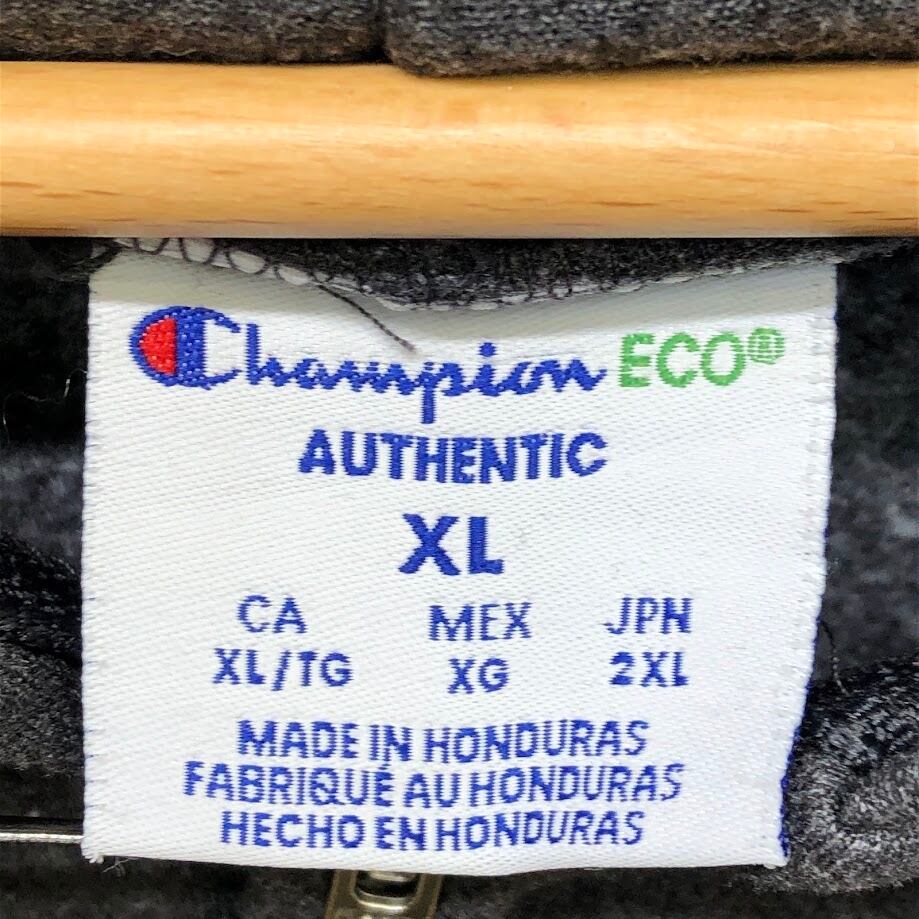 Champion ECO®
AUTHENTIC
XL
CA MEX JPN
XL/TG XG 2XL
MADE IN HONDURAS
FABRIQUÉ AU HONDURAS
HECHO EN HONDURAS